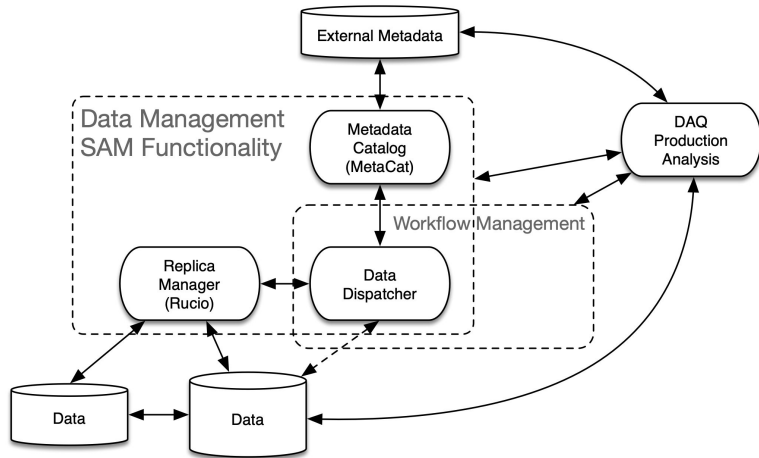 External Metadata
Data Management
SAM Functionality
Metadata
Catalog
(MetaCat)
DAQ
Production
Analysis
Workflow Management
Replica
Manager
(Rucio)
Data
Dispatcher
Data
Data